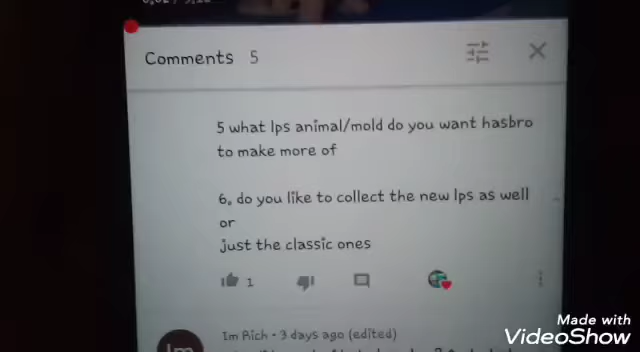 Comments 5
5 what lps animal/mold do you want hasbro
to make more of
6. do you like to collect the new lps as well
or
just the classic ones
1
Im Rich • 3 days ago (edited)
Im
Made with
VideoShow